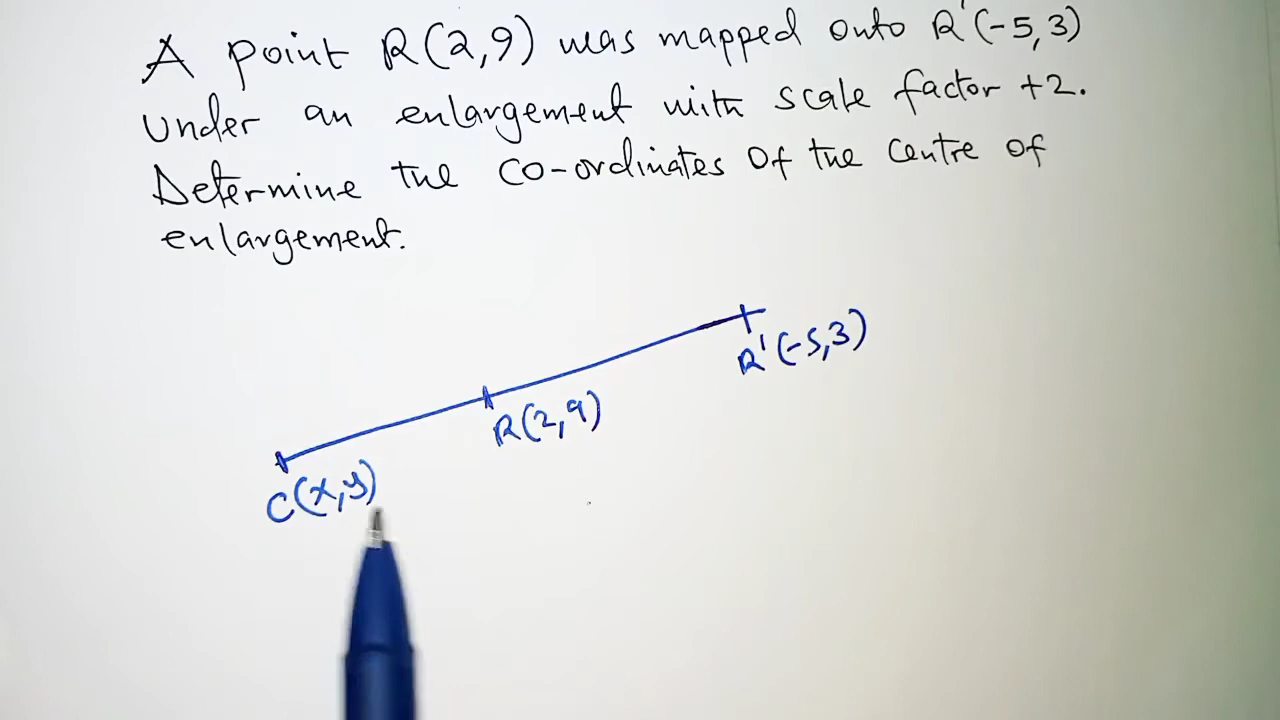 A point R(2,9) was mapped onto R'(-5,3)
Under an enlargement with scale factor +2.
Determine the co-ordinates of the centre of
enlargement.
R'(-5,3)
R(2,9)
C(x,y)